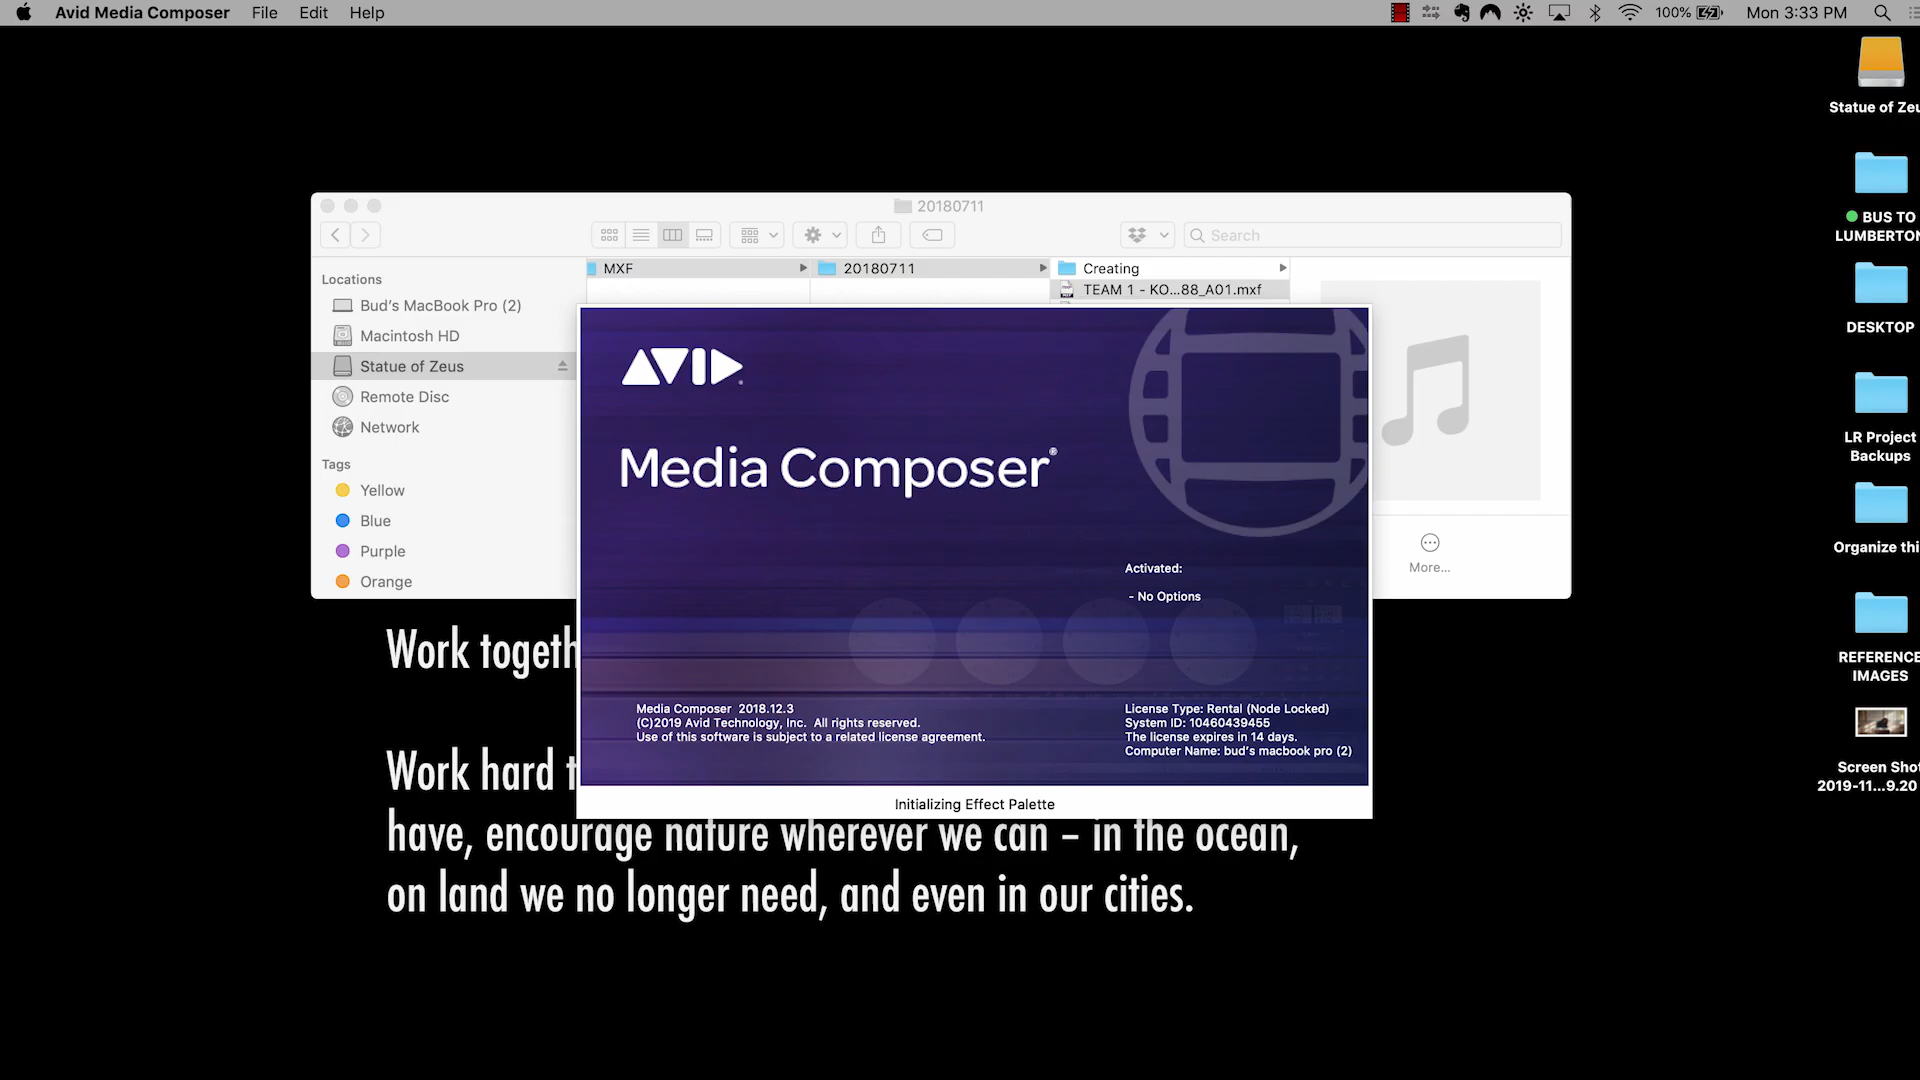 Avid Media Composer File Edit Help
100% Mon 3:33 PM
20180711
Search
Locations
Bud's MacBook Pro (2)
Macintosh HD
Statue of Zeus
Remote Disc
Network
Tags
Yellow
Blue
Purple
Orange
MXF
20180711
Creating
TEAM 1 - KO...88_A01.mxf
More...
AVID
Media Composer®
Activated:
- No Options
Media Composer 2018.12.3
(C)2019 Avid Technology, Inc. All rights reserved.
Use of this software is subject to a related license agreement.
License Type: Rental (Node Locked)
System ID: 10460439455
The license expires in 14 days.
Computer Name: bud's macbook pro (2)
Initializing Effect Palette
Work togeth
Work hard t
have, encourage nature wherever we can – in the ocean,
on land we no longer need, and even in our cities.
Statue of Zeu
BUS TO
LUMBERTON
DESKTOP
LR Project
Backups
Organize thi
REFERENCE
IMAGES
Screen Shot
2019-11...9.20